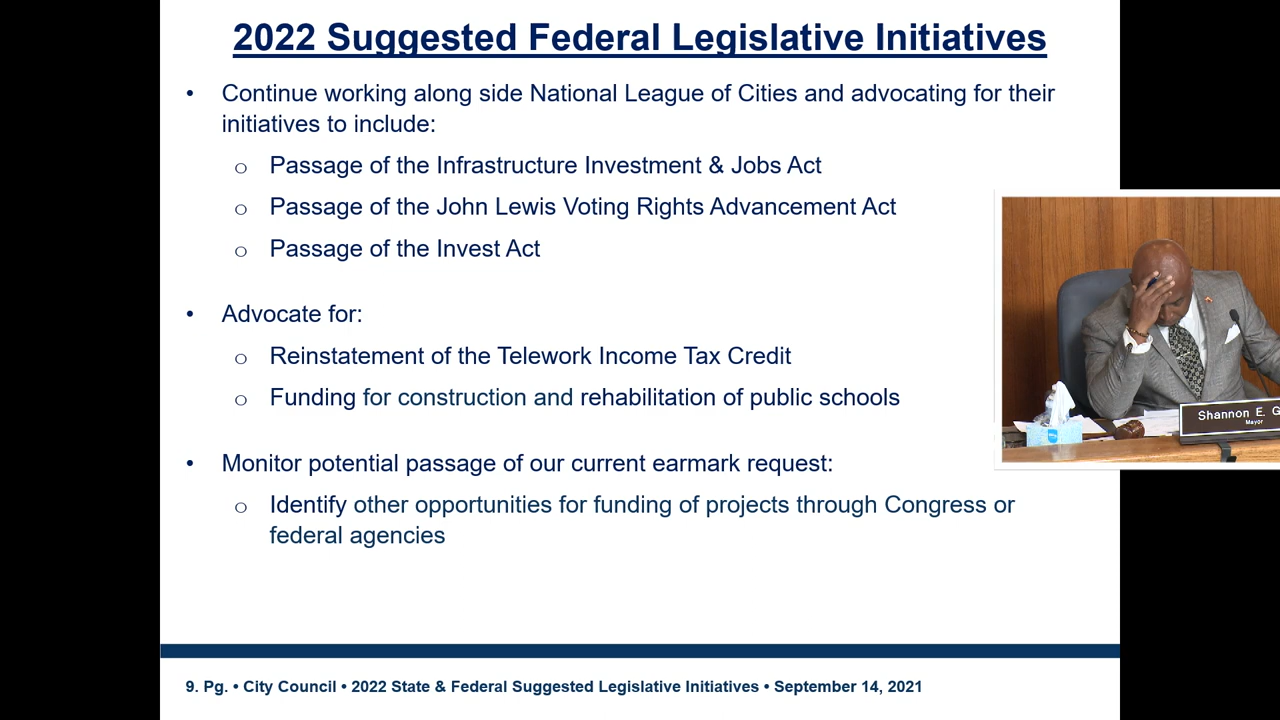 2022 Suggested Federal Legislative Initiatives
• Continue working along side National League of Cities and advocating for their
initiatives to include:
o Passage of the Infrastructure Investment & Jobs Act
o Passage of the John Lewis Voting Rights Advancement Act
o Passage of the Invest Act
• Advocate for:
o Reinstatement of the Telework Income Tax Credit
o Funding for construction and rehabilitation of public schools
• Monitor potential passage of our current earmark request:
o Identify other opportunities for funding of projects through Congress or
federal agencies
Shannon E. G
Mayor
9. Pg. • City Council • 2022 State & Federal Suggested Legislative Initiatives • September 14, 2021